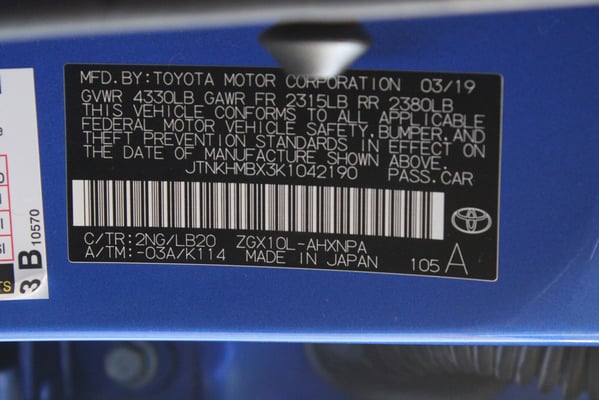 MFD.BY:TOYOTA MOTOR CORPORATION 03/19
GVWR 4330LB GAWR FR 2315LB RR 2380LB
THIS VEHICLE CONFORMS TO ALL APPLICABLE
FEDERAL MOTOR VEHICLE SAFETY,BUMPER,AND
THEFT PREVENTION STANDARDS IN EFFECT ON
THE DATE OF MANUFACTURE SHOWN ABOVE.
JTNKHMBX3K1042190 PASS.CAR
C/TR:2NG/LB20 ZGX10L-AHXNPA
A/TM:-03A/K114 MADE IN JAPAN 105 A
3 B 10570